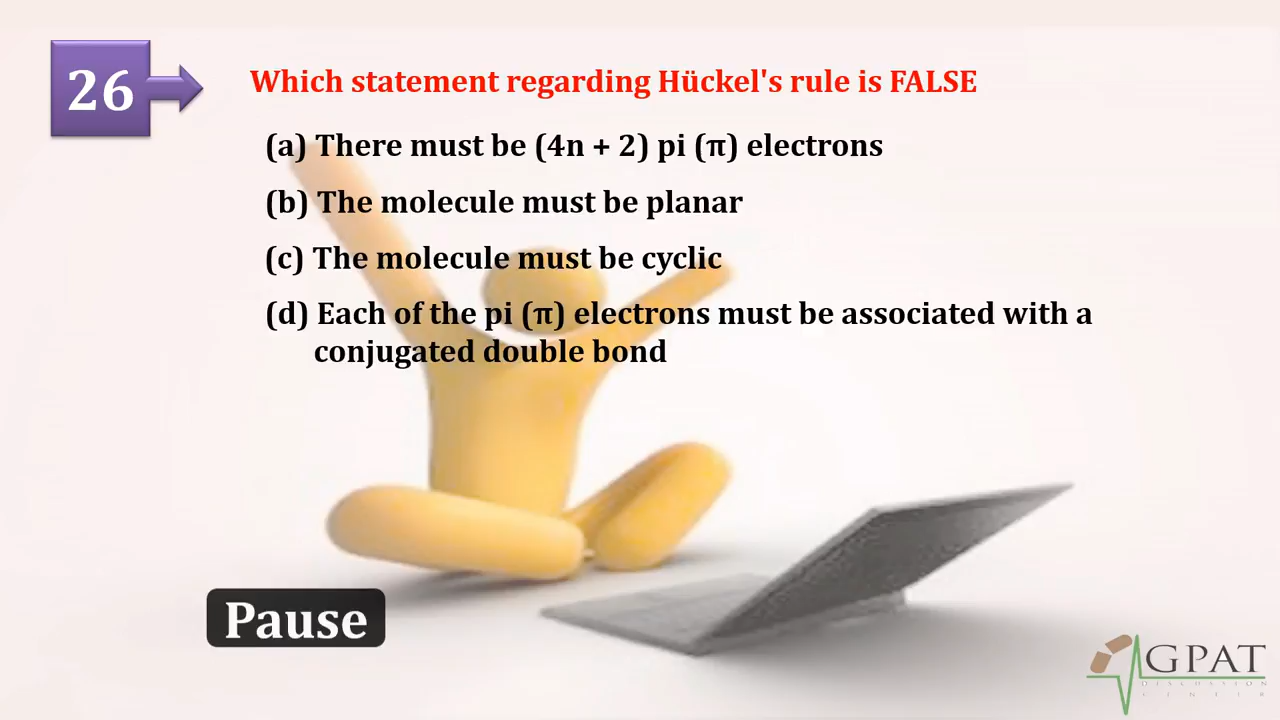 26
Which statement regarding Hückel's rule is FALSE
(a) There must be (4n + 2) pi (π) electrons
(b) The molecule must be planar
(c) The molecule must be cyclic
(d) Each of the pi (π) electrons must be associated with a
conjugated double bond
Pause
GPAT
DISCUSSION
CENTER